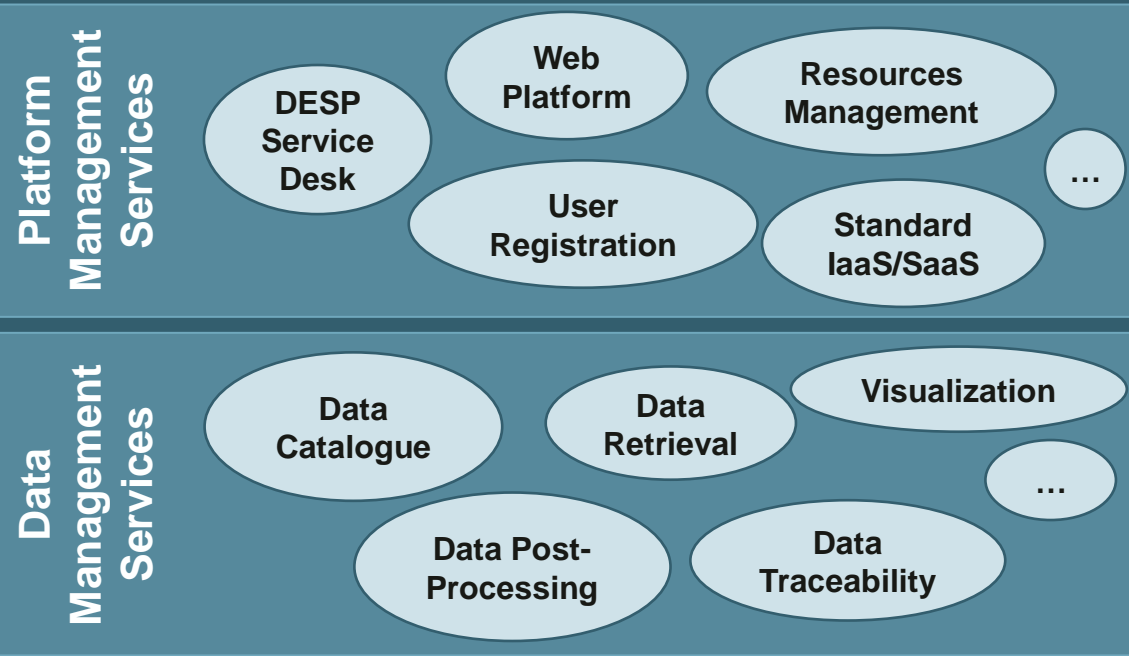 Platform
Management
Services
DESP
Service
Desk
Web
Platform
Resources
Management
User
Registration
Standard
IaaS/SaaS
...
Data
Management
Services
Data
Catalogue
Data
Retrieval
Visualization
...
Data Post-
Processing
Data
Traceability